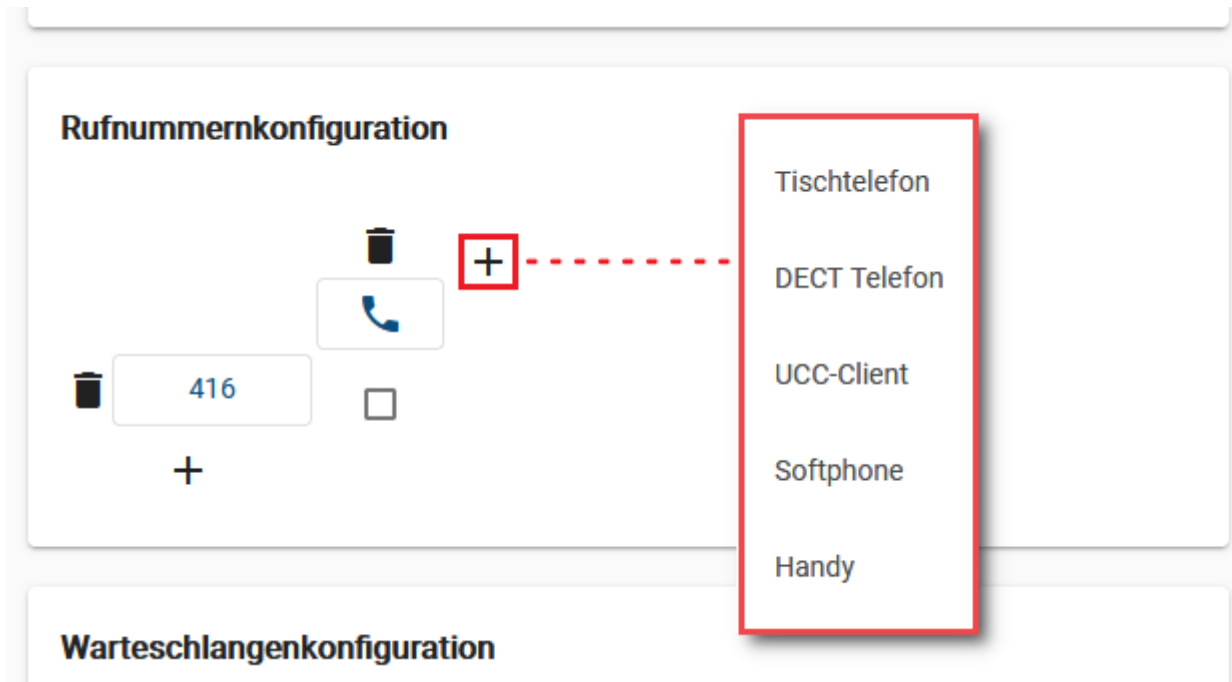 Rufnummernkonfiguration
Tischtelefon
DECT Telefon
UCC-Client
416
Softphone
Handy
Warteschlangenkonfiguration